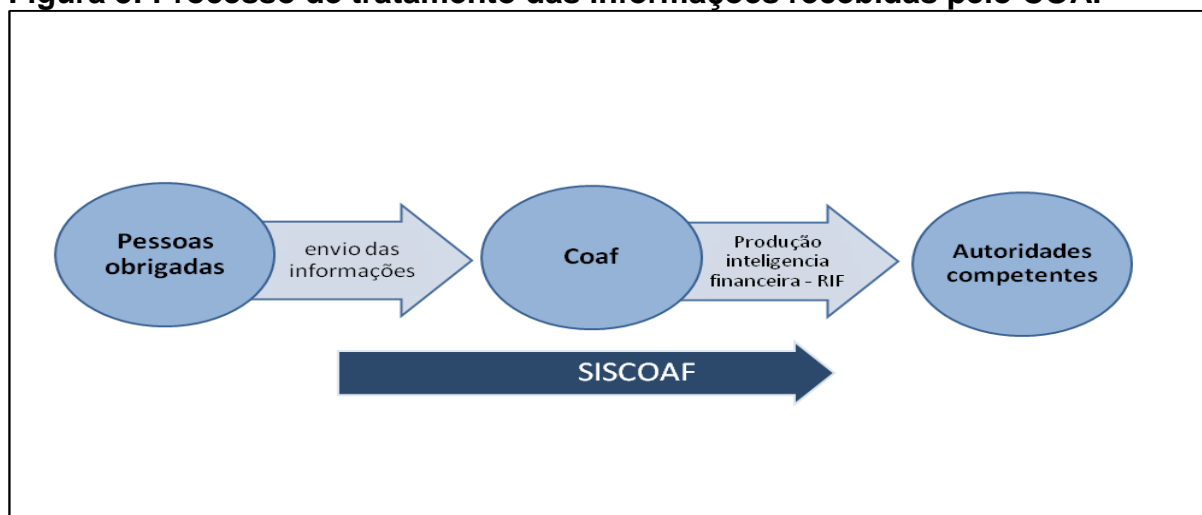 Pessoas
obrigadas
envio das
informações
Coaf
Produção
inteligencia
financeira - RIF
Autoridades
competentes
SISCOAF